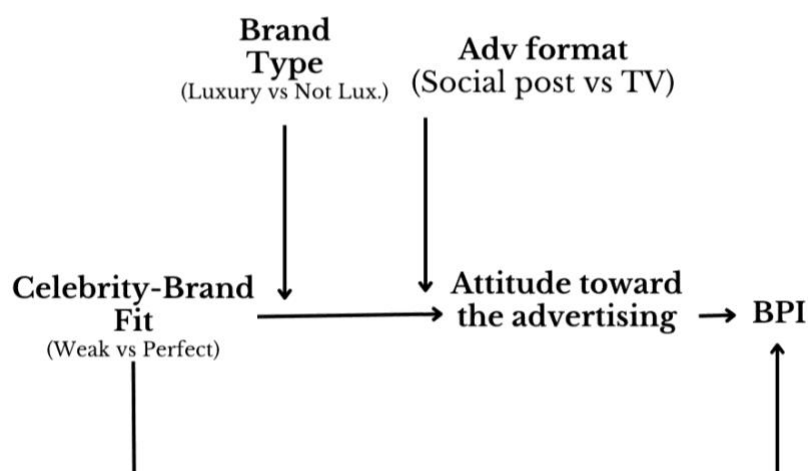 Brand
Type
(Luxury vs Not Lux.)
Adv format
(Social post vs TV)
Celebrity-Brand
Fit
(Weak vs Perfect)
Attitude toward
the advertising
BPI